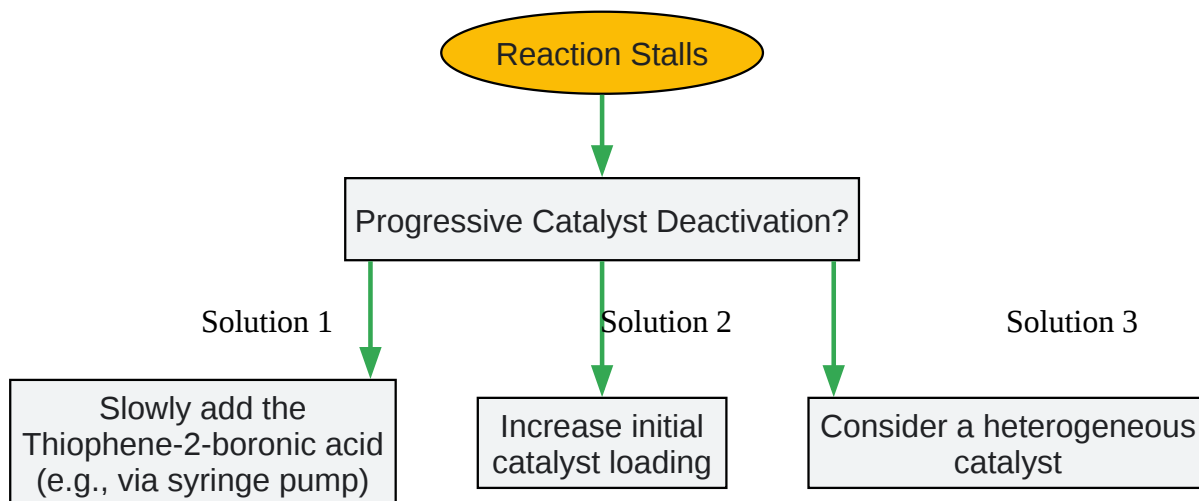 Reaction Stalls
Progressive Catalyst Deactivation?
Solution 1
Solution 2
Solution 3
Slowly add the
Thiophene-2-boronic acid
(e.g., via syringe pump)
Increase initial
catalyst loading
Consider a heterogeneous
catalyst